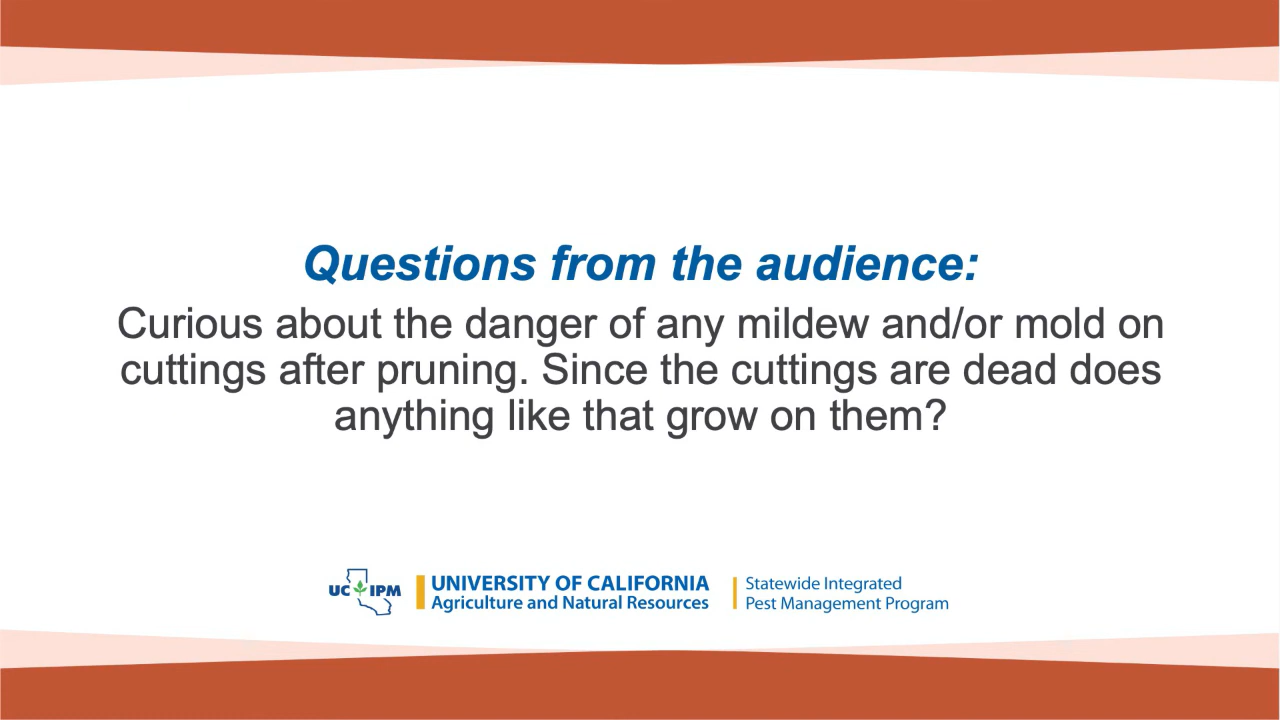 Questions from the audience:
Curious about the danger of any mildew and/or mold on
cuttings after pruning. Since the cuttings are dead does
anything like that grow on them?
UC IPM
UNIVERSITY OF CALIFORNIA
Agriculture and Natural Resources
Statewide Integrated
Pest Management Program